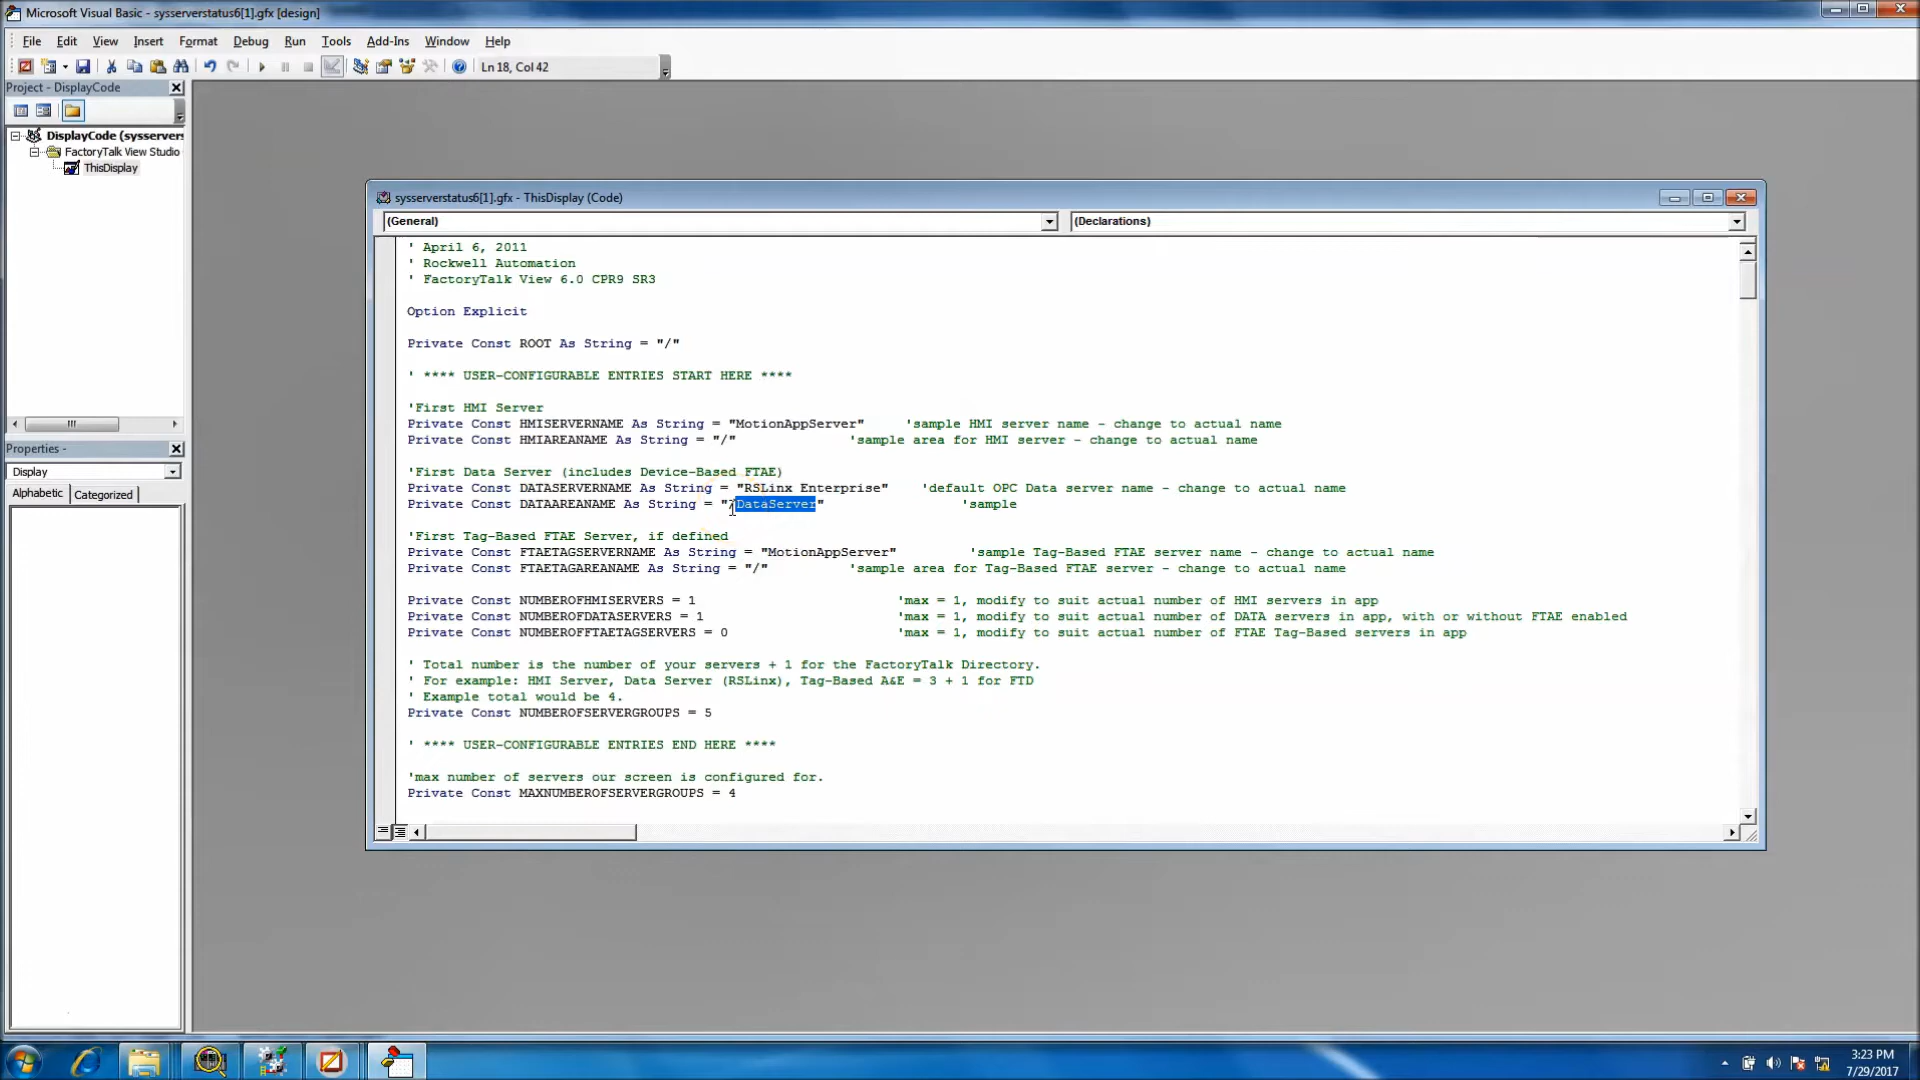 Microsoft Visual Basic - sysserverstatus6[1].gfx [design]
File Edit View Insert Format Debug Run Tools Add-Ins Window Help
Ln 18, Col 42
Project - DisplayCode
DisplayCode (sysservers
FactoryTalk View Studio
ThisDisplay
Properties -
Display
Alphabetic Categorized
sysserverstatus6[1].gfx - ThisDisplay (Code)
(General) (Declarations)
' April 6, 2011
' Rockwell Automation
' FactoryTalk View 6.0 CPR9 SR3
Option Explicit
Private Const ROOT As String = "/"
' **** USER-CONFIGURABLE ENTRIES START HERE ****
'First HMI Server
Private Const HMISERVERNAME As String = "MotionAppServer" 'sample HMI server name - change to actual name
Private Const HMIAREANAME As String = "/" 'sample area for HMI server - change to actual name
'First Data Server (includes Device-Based FTAE)
Private Const DATASERVERNAME As String = "RSLinx Enterprise" 'default OPC Data server name - change to actual name
Private Const DATAAREANAME As String = "/DataServer" 'sample
'First Tag-Based FTAE Server, if defined
Private Const FTAETAGSERVERNAME As String = "MotionAppServer" 'sample Tag-Based FTAE server name - change to actual name
Private Const FTAETAGAREANAME As String = "/" 'sample area for Tag-Based FTAE server - change to actual name
Private Const NUMBEROFHMISERVERS = 1 'max = 1, modify to suit actual number of HMI servers in app
Private Const NUMBEROFDATASERVERS = 1 'max = 1, modify to suit actual number of DATA servers in app, with or without FTAE enabled
Private Const NUMBEROFFTAETAGSERVERS = 0 'max = 1, modify to suit actual number of FTAE Tag-Based servers in app
' Total number is the number of your servers + 1 for the FactoryTalk Directory.
' For example: HMI Server, Data Server (RSLinx), Tag-Based A&E = 3 + 1 for FTD
' Example total would be 4.
Private Const NUMBEROFSERVERGROUPS = 5
' **** USER-CONFIGURABLE ENTRIES END HERE ****
'max number of servers our screen is configured for.
Private Const MAXNUMBEROFSERVERGROUPS = 4
3:23 PM
7/29/2017